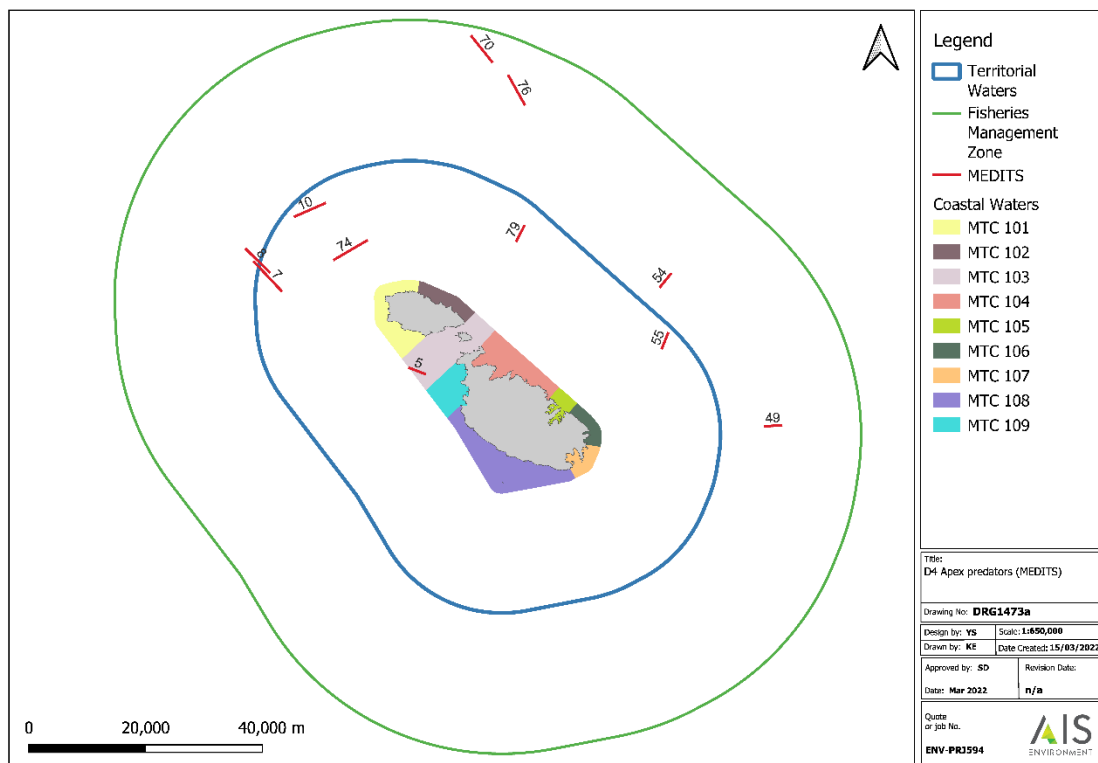 70
76
10
8
7
74
79
54
55
5
49
0
20,000
40,000 m
Legend
Territorial
Waters
Fisheries
Management
Zone
MEDITS
Coastal Waters
MTC 101
MTC 102
MTC 103
MTC 104
MTC 105
MTC 106
MTC 107
MTC 108
MTC 109
Title:
D4 Apex predators (MEDITS)
Drawing No: DRG1473a
Design by: YS
Scale: 1:650,000
Drawn by: KE
Date Created: 15/03/2022
Approved by: SD
Revision Date:
Date: Mar 2022
n/a
Quote
or job No.
ENV-PRJ594
AIS
ENVIRONMENT